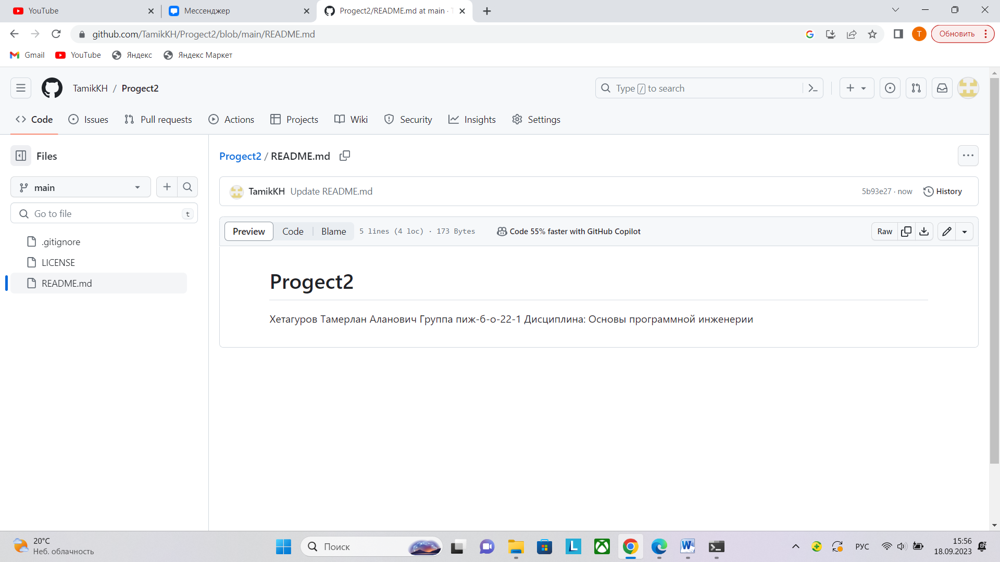 YouTube
Мессенджер
Progect2/README.md at main · T
github.com/TamikKH/Progect2/blob/main/README.md
T
Обновить
Gmail
YouTube
Яндекс
Яндекс Маркет
TamikKH / Progect2
Type / to search
Code
Issues
Pull requests
Actions
Projects
Wiki
Security
Insights
Settings
Files
Progect2 / README.md
main
TamikKH Update README.md
5b93e27 · now
History
Go to file
t
Preview
Code
Blame
5 lines (4 loc) · 173 Bytes
Code 55% faster with GitHub Copilot
Raw
.gitignore
LICENSE
README.md
Progect2
Хетагуров Тамерлан Аланович Группа пиж-б-о-22-1 Дисциплина: Основы программной инженерии
20°C
Неб. облачность
Поиск
L
W
РУС
15:56
18.09.2023